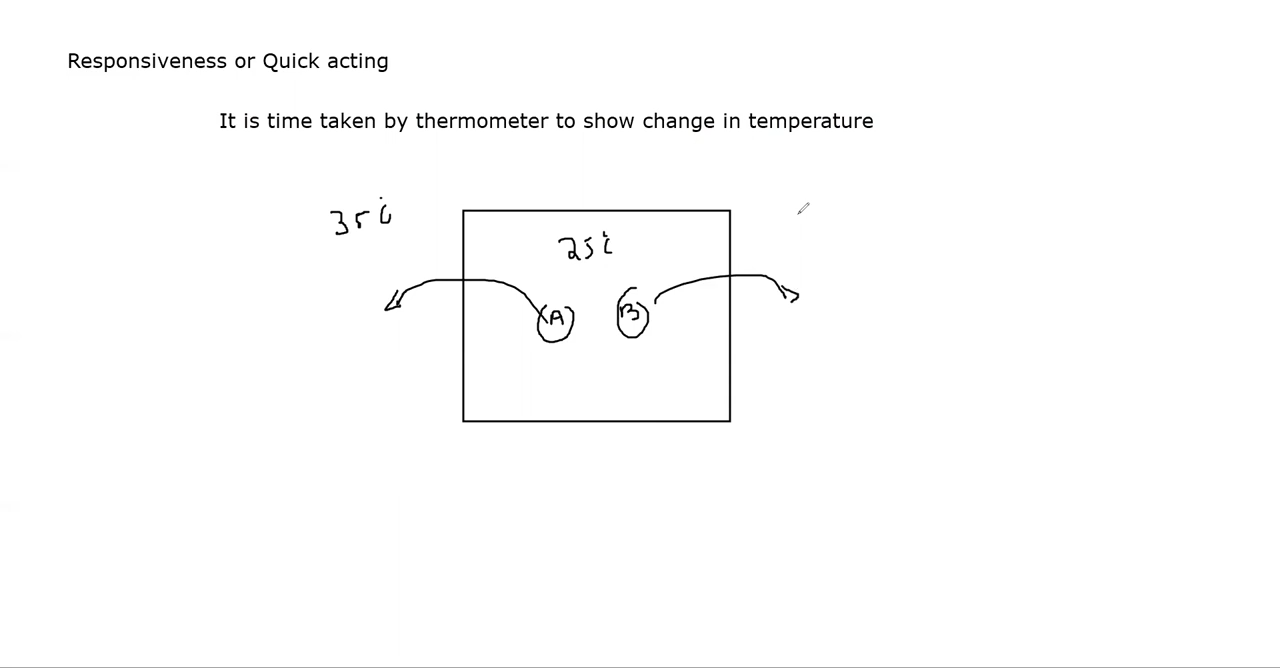 Responsiveness or Quick acting
It is time taken by thermometer to show change in temperature
35°C
25°C
A B